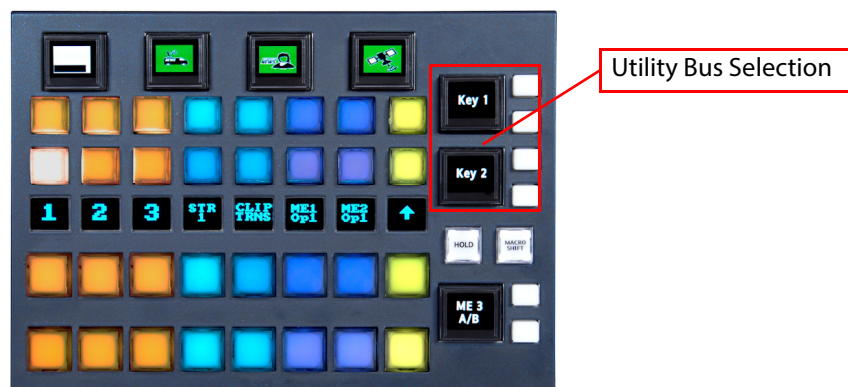 Utility Bus Selection
NEWS
Key 1
Key 2
1
2
3
STR
1
CLIP
TRNS
ME1
Op1
ME2
Op1
HOLD
MACRO
SHIFT
ME 3
A/B